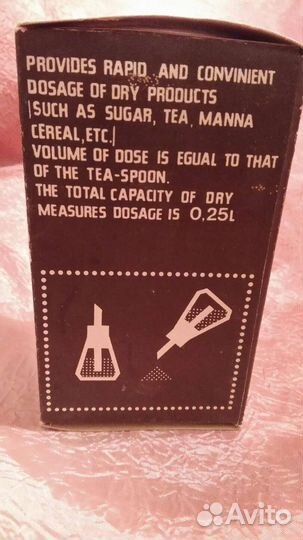 PROVIDES RAPID AND CONVINIENT
DOSAGE OF DRY PRODUCTS
|SUCH AS SUGAR, TEA, MANNA
CEREAL, ETC.|
VOLUME OF DOSE IS EGUAL TO THAT
OF THE TEA-SPOON.
THE TOTAL CAPACITY OF DRY
MEASURES DOSAGE IS 0,25L
Avito